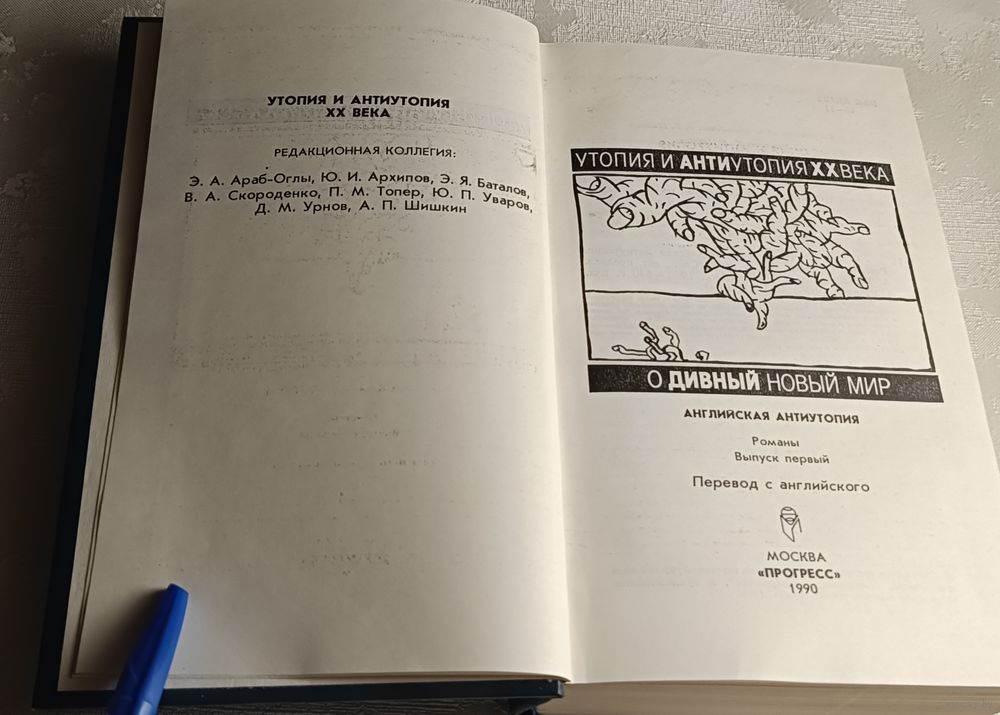 УТОПИЯ И АНТИУТОПИЯ
XX ВЕКА
РЕДАКЦИОННАЯ КОЛЛЕГИЯ:
Э. А. Араб-Оглы, Ю. И. Архипов, Э. Я. Баталов,
В. А. Скороденко, П. М. Топер, Ю. П. Уваров,
Д. М. Урнов, А. П. Шишкин
УТОПИЯ И АНТИУТОПИЯ XX ВЕКА
О ДИВНЫЙ НОВЫЙ МИР
АНГЛИЙСКАЯ АНТИУТОПИЯ
Романы
Выпуск первый
Перевод с английского
МОСКВА
«ПРОГРЕСС»
1990